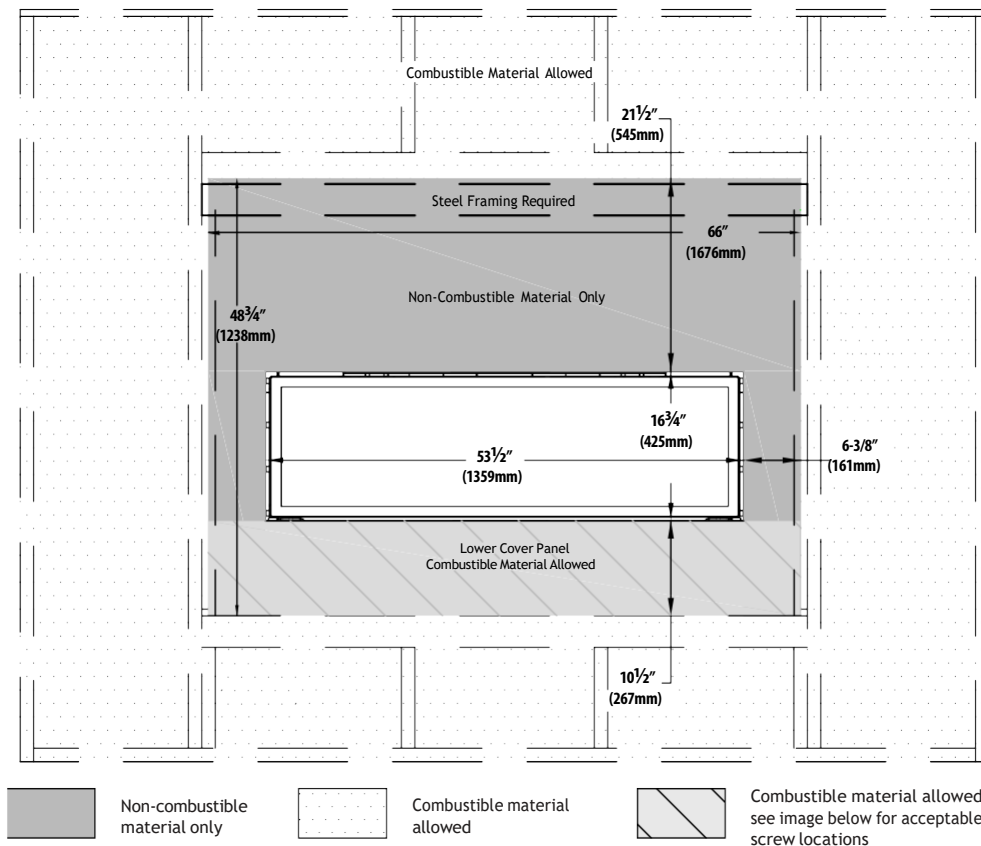 Combustible Material Allowed
21½"
(545mm)
Steel Framing Required
66"
(1676mm)
Non-Combustible Material Only
48¾"
(1238mm)
16¾"
(425mm)
53½"
(1359mm)
6-3/8"
(161mm)
Lower Cover Panel
Combustible Material Allowed
10½"
(267mm)
Non-combustible
material only
Combustible material
allowed
Combustible material allowed
see image below for acceptable
screw locations